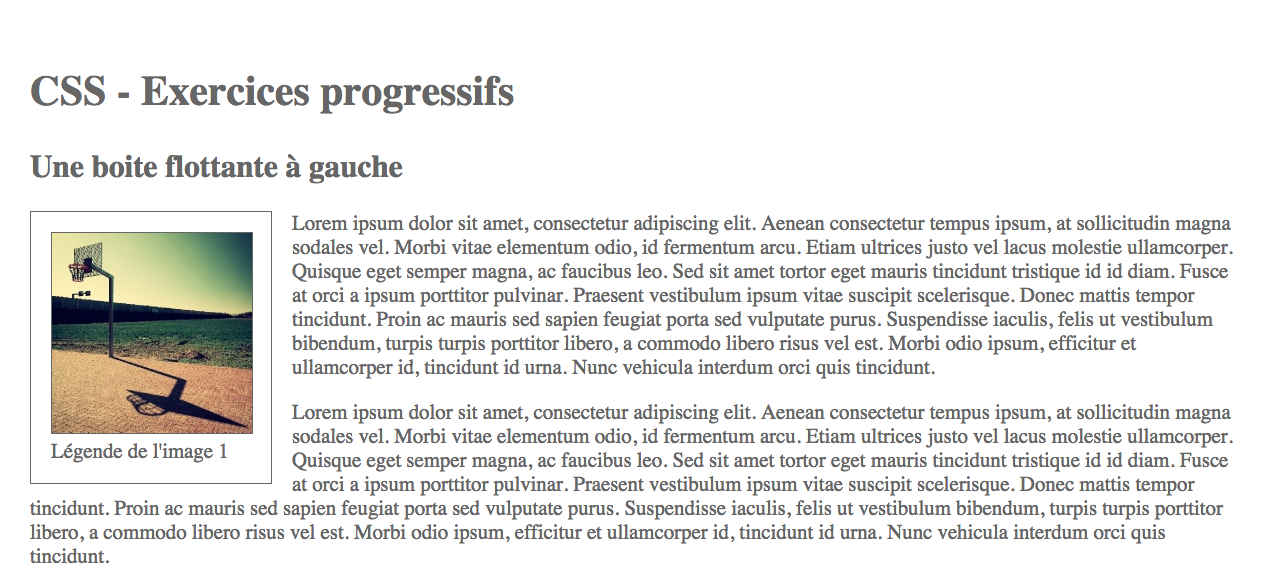 CSS - Exercices progressifs
Une boite flottante à gauche
Lorem ipsum dolor sit amet, consectetur adipiscing elit. Aenean consectetur tempus ipsum, at sollicitudin magna
sodales vel. Morbi vitae elementum odio, id fermentum arcu. Etiam ultrices justo vel lacus molestie ullamcorper.
Quisque eget semper magna, ac faucibus leo. Sed sit amet tortor eget mauris tincidunt tristique id id diam. Fusce
at orci a ipsum porttitor pulvinar. Praesent vestibulum ipsum vitae suscipit scelerisque. Donec mattis tempor
tincidunt. Proin ac mauris sed sapien feugiat porta sed vulputate purus. Suspendisse iaculis, felis ut vestibulum
bibendum, turpis turpis porttitor libero, a commodo libero risus vel est. Morbi odio ipsum, efficitur et
ullamcorper id, tincidunt id urna. Nunc vehicula interdum orci quis tincidunt.
Légende de l'image 1
Lorem ipsum dolor sit amet, consectetur adipiscing elit. Aenean consectetur tempus ipsum, at sollicitudin magna
sodales vel. Morbi vitae elementum odio, id fermentum arcu. Etiam ultrices justo vel lacus molestie ullamcorper.
Quisque eget semper magna, ac faucibus leo. Sed sit amet tortor eget mauris tincidunt tristique id id diam. Fusce
at orci a ipsum porttitor pulvinar. Praesent vestibulum ipsum vitae suscipit scelerisque. Donec mattis tempor
tincidunt. Proin ac mauris sed sapien feugiat porta sed vulputate purus. Suspendisse iaculis, felis ut vestibulum bibendum, turpis turpis porttitor
libero, a commodo libero risus vel est. Morbi odio ipsum, efficitur et ullamcorper id, tincidunt id urna. Nunc vehicula interdum orci quis
tincidunt.